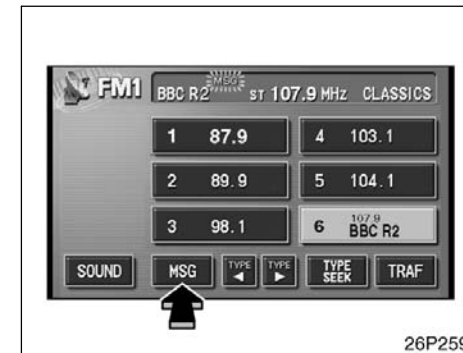 FM1 BBC R2 MSG ST 107.9 MHz CLASSICS
1 87.9 4 103.1
2 89.9 5 104.1
3 98.1 6 107.9 BBC R2
SOUND MSG TYPE ◀ TYPE ▶ TYPE SEEK TRAF
26P259